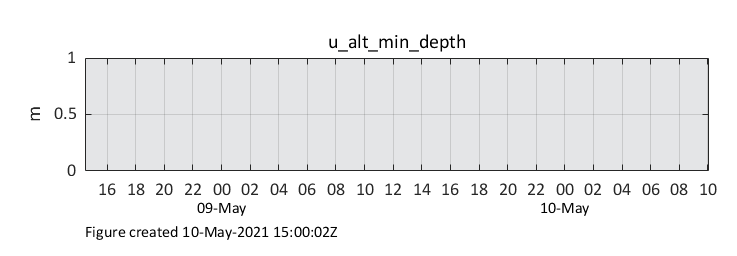 u_alt_min_depth
1
0.5
0
m
16 18 20 22 00 02 04 06 08 10 12 14 16 18 20 22 00 02 04 06 08 10
09-May 10-May
Figure created 10-May-2021 15:00:02Z